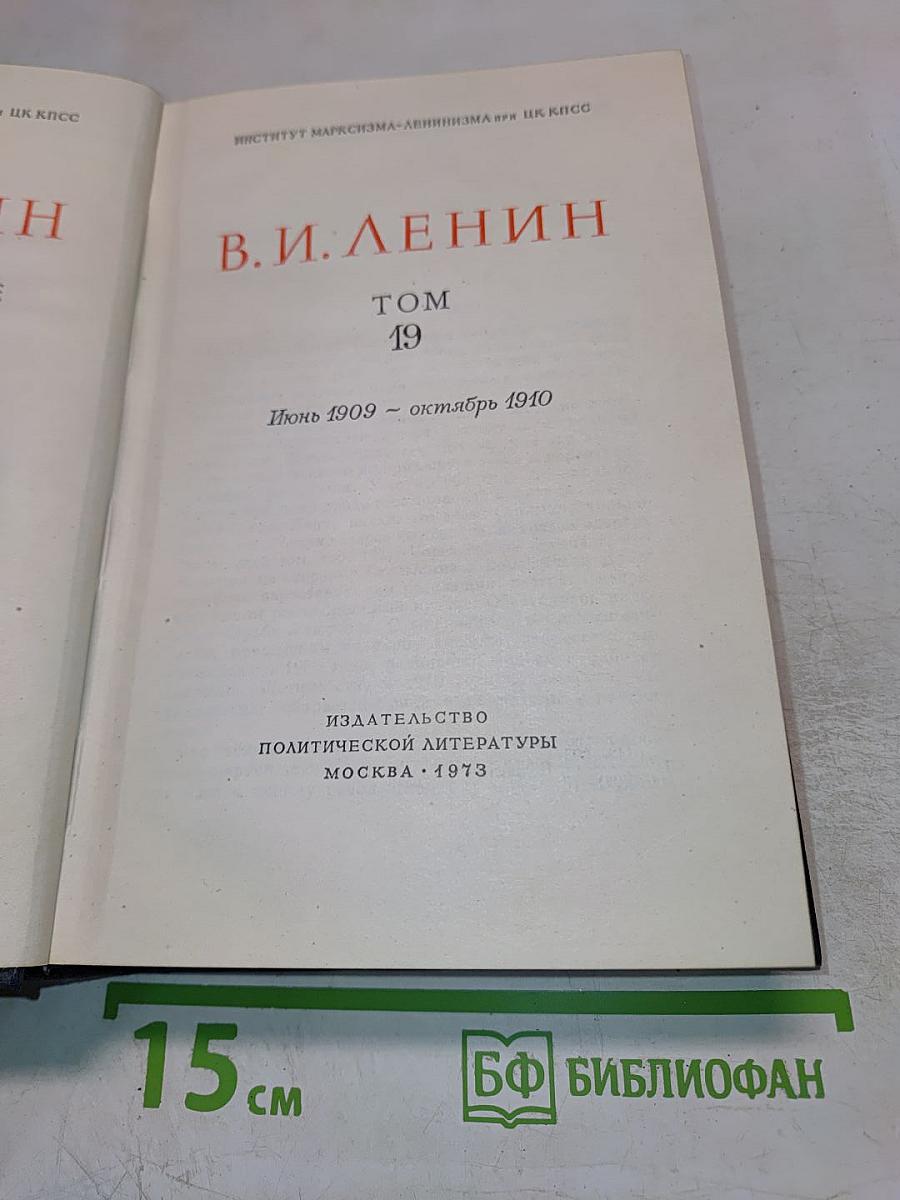 ЦК КПСС
ИН
ИНСТИТУТ МАРКСИЗМА-ЛЕНИНИЗМА при ЦК КПСС
В. И. ЛЕНИН
ТОМ
19
Июнь 1909 ~ октябрь 1910
ИЗДАТЕЛЬСТВО
ПОЛИТИЧЕСКОЙ ЛИТЕРАТУРЫ
МОСКВА · 1973
15 см
БФ БИБЛИОФАН